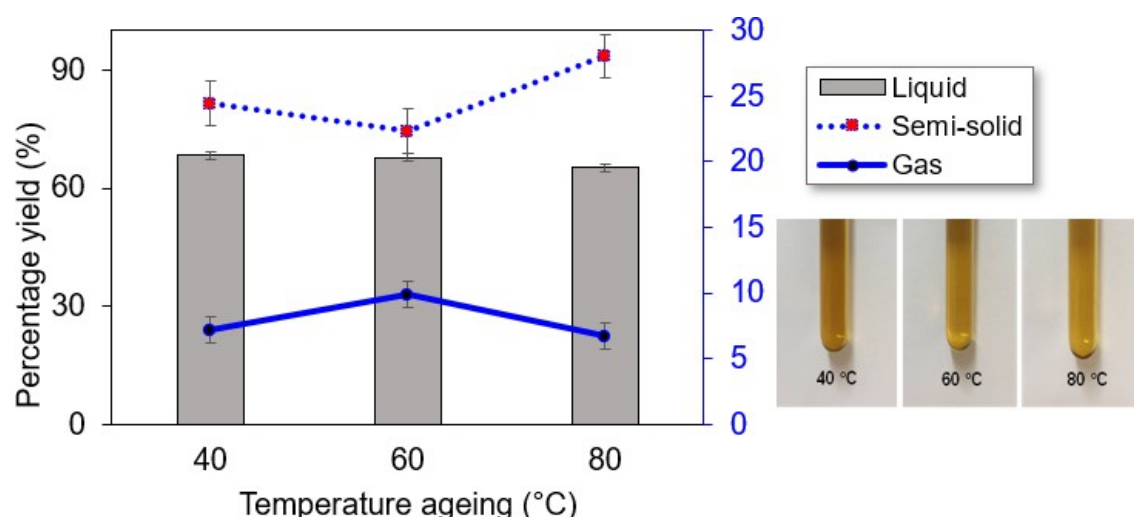 Percentage yield (%)
90
60
30
0
30
25
20
15
10
5
0
40 60 80
Temperature ageing (°C)
Liquid
Semi-solid
Gas
40 °C 60 °C 80 °C